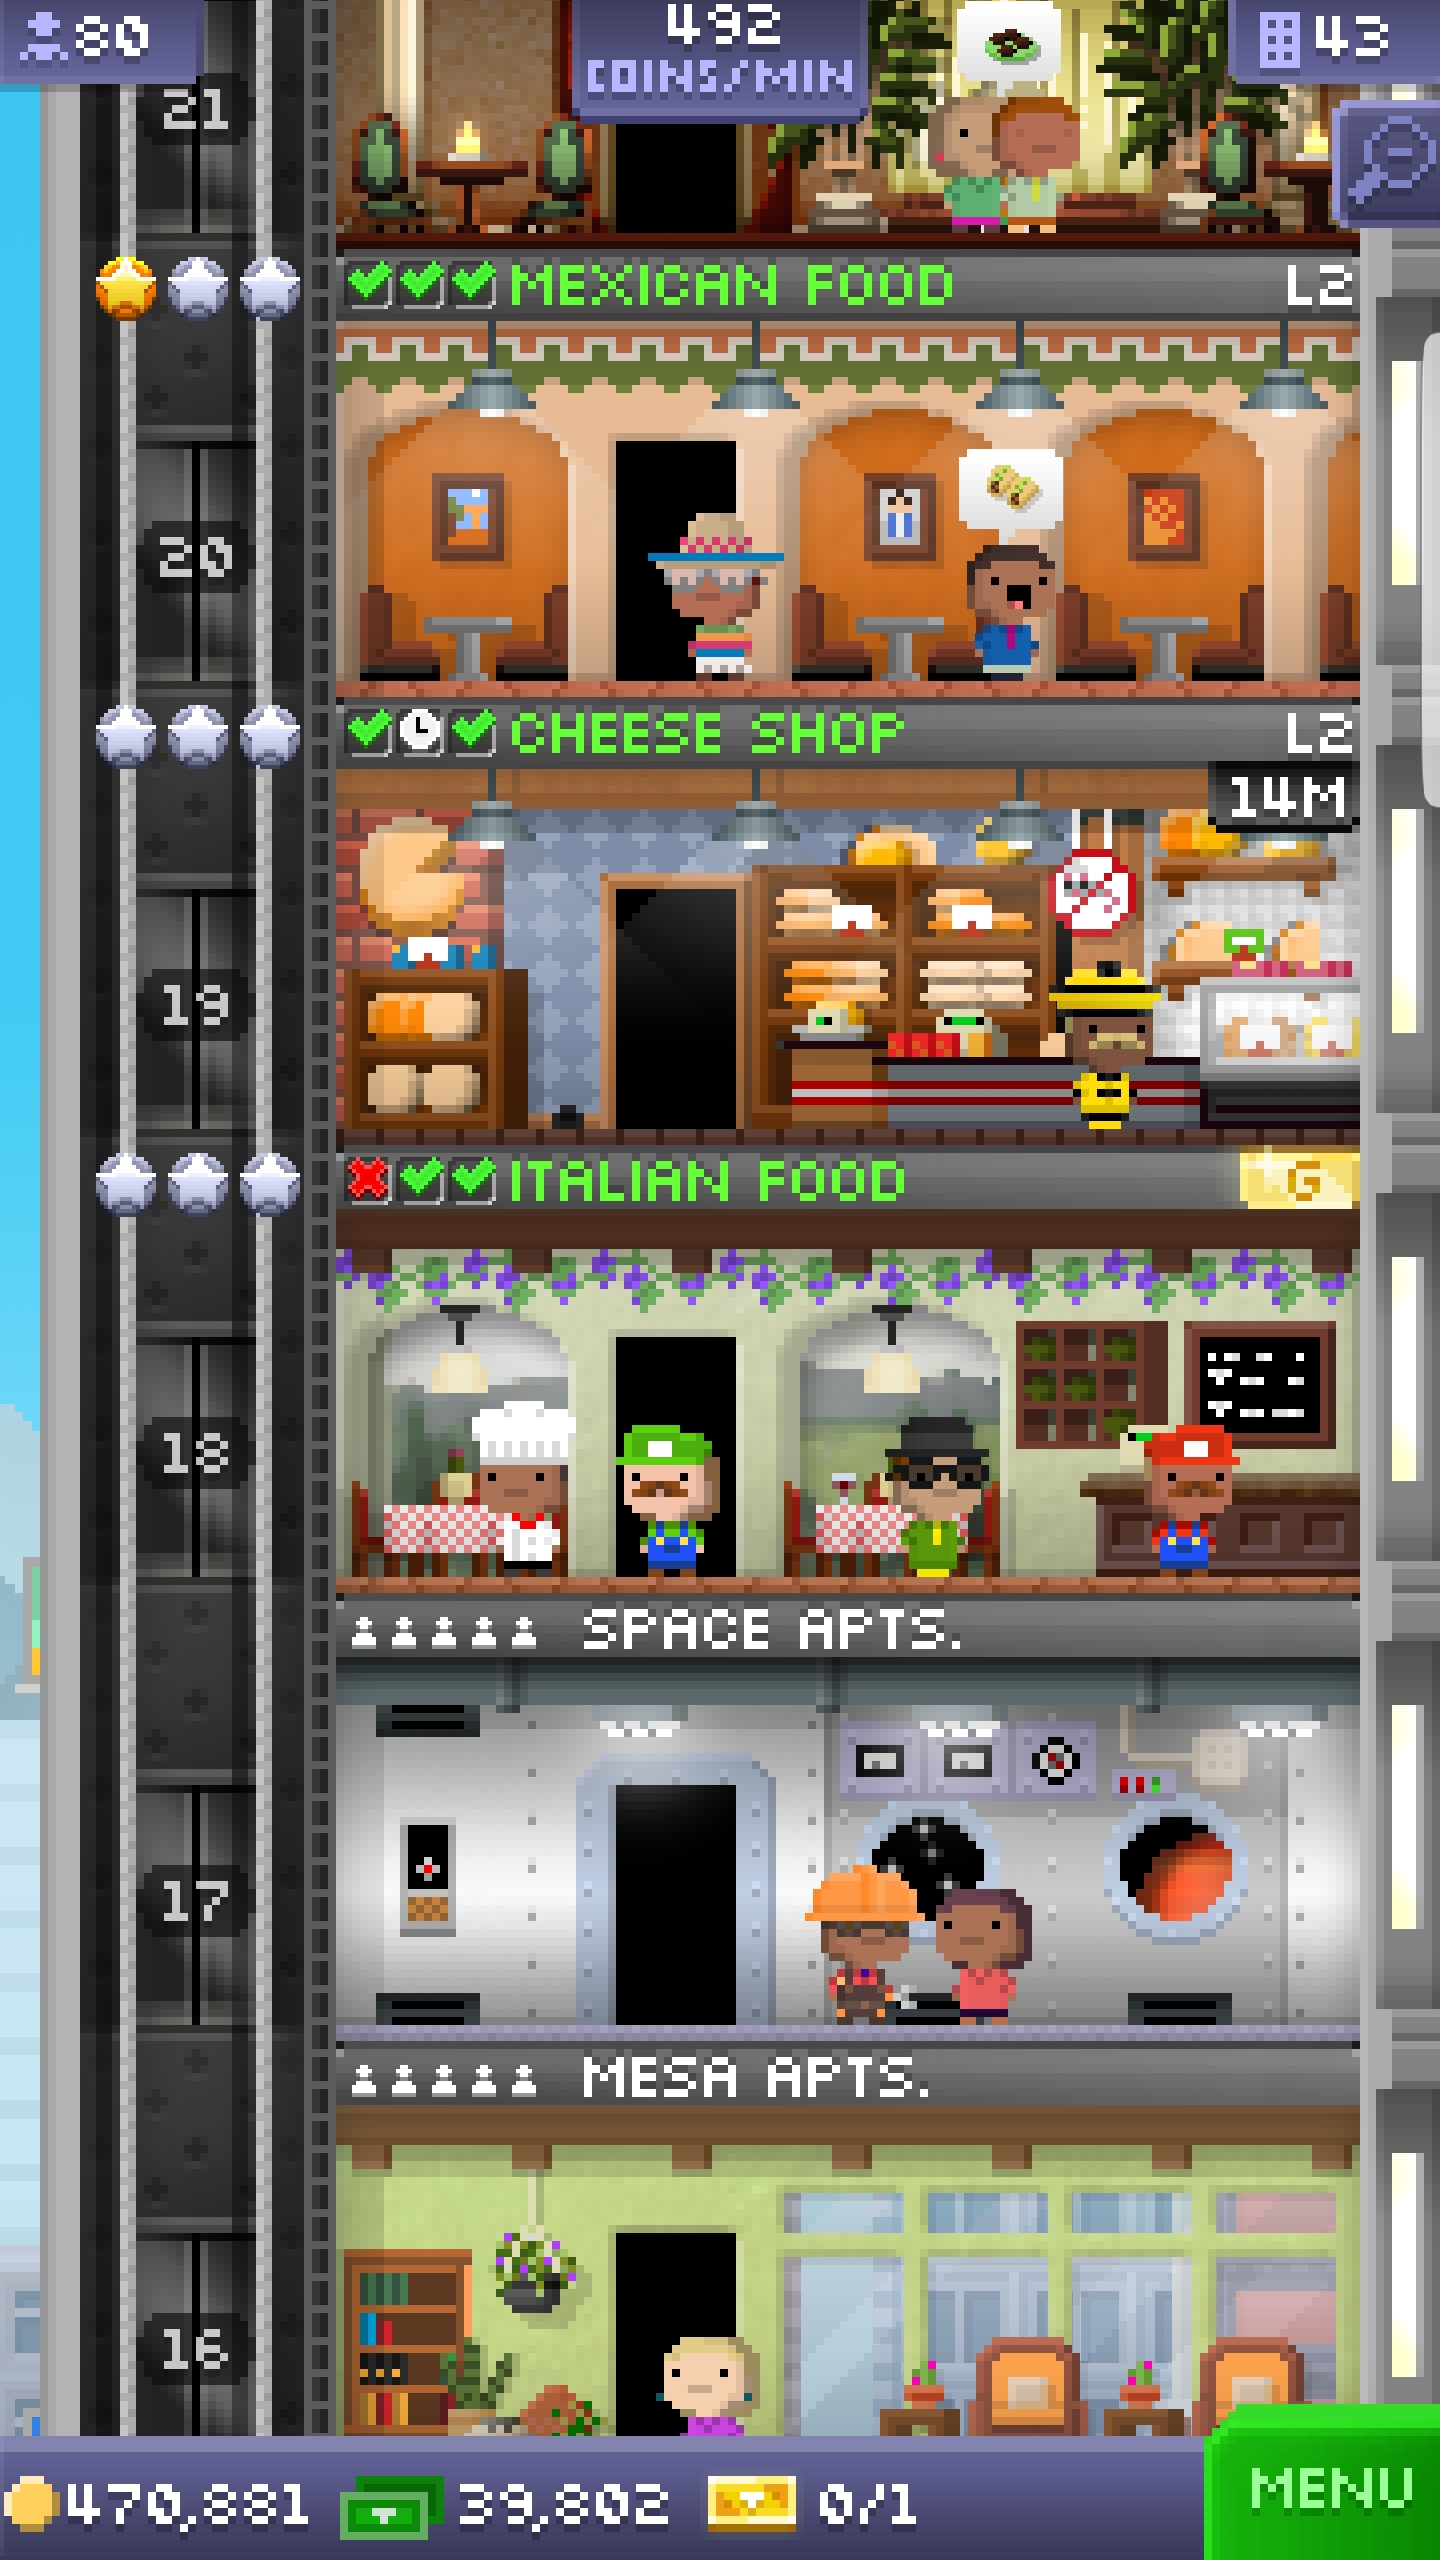 80
492
COINS/MIN
43
21
MEXICAN FOOD
L2
20
CHEESE SHOP
L2
14M
19
ITALIAN FOOD
G
18
SPACE APTS.
17
MESA APTS.
16
470,881
39,802
0/1
MENU